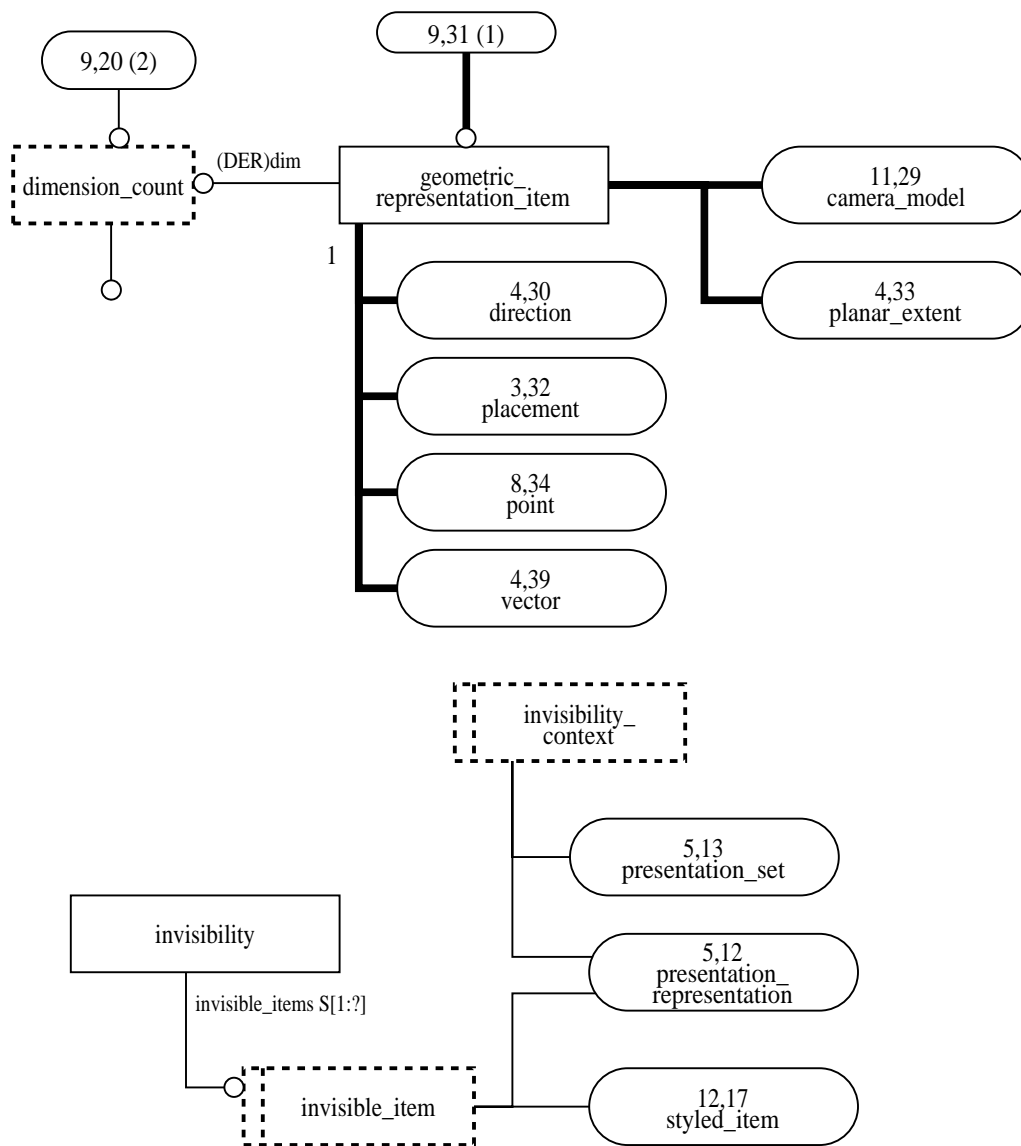 9,31 (1)
9,20 (2)
dimension_count
(DER)dim
geometric_
representation_item
11,29
camera_model
1
4,30
direction
4,33
planar_extent
3,32
placement
8,34
point
4,39
vector
invisibility_
context
5,13
presentation_set
invisibility
5,12
presentation_
representation
invisible_items S[1:?]
invisible_item
12,17
styled_item